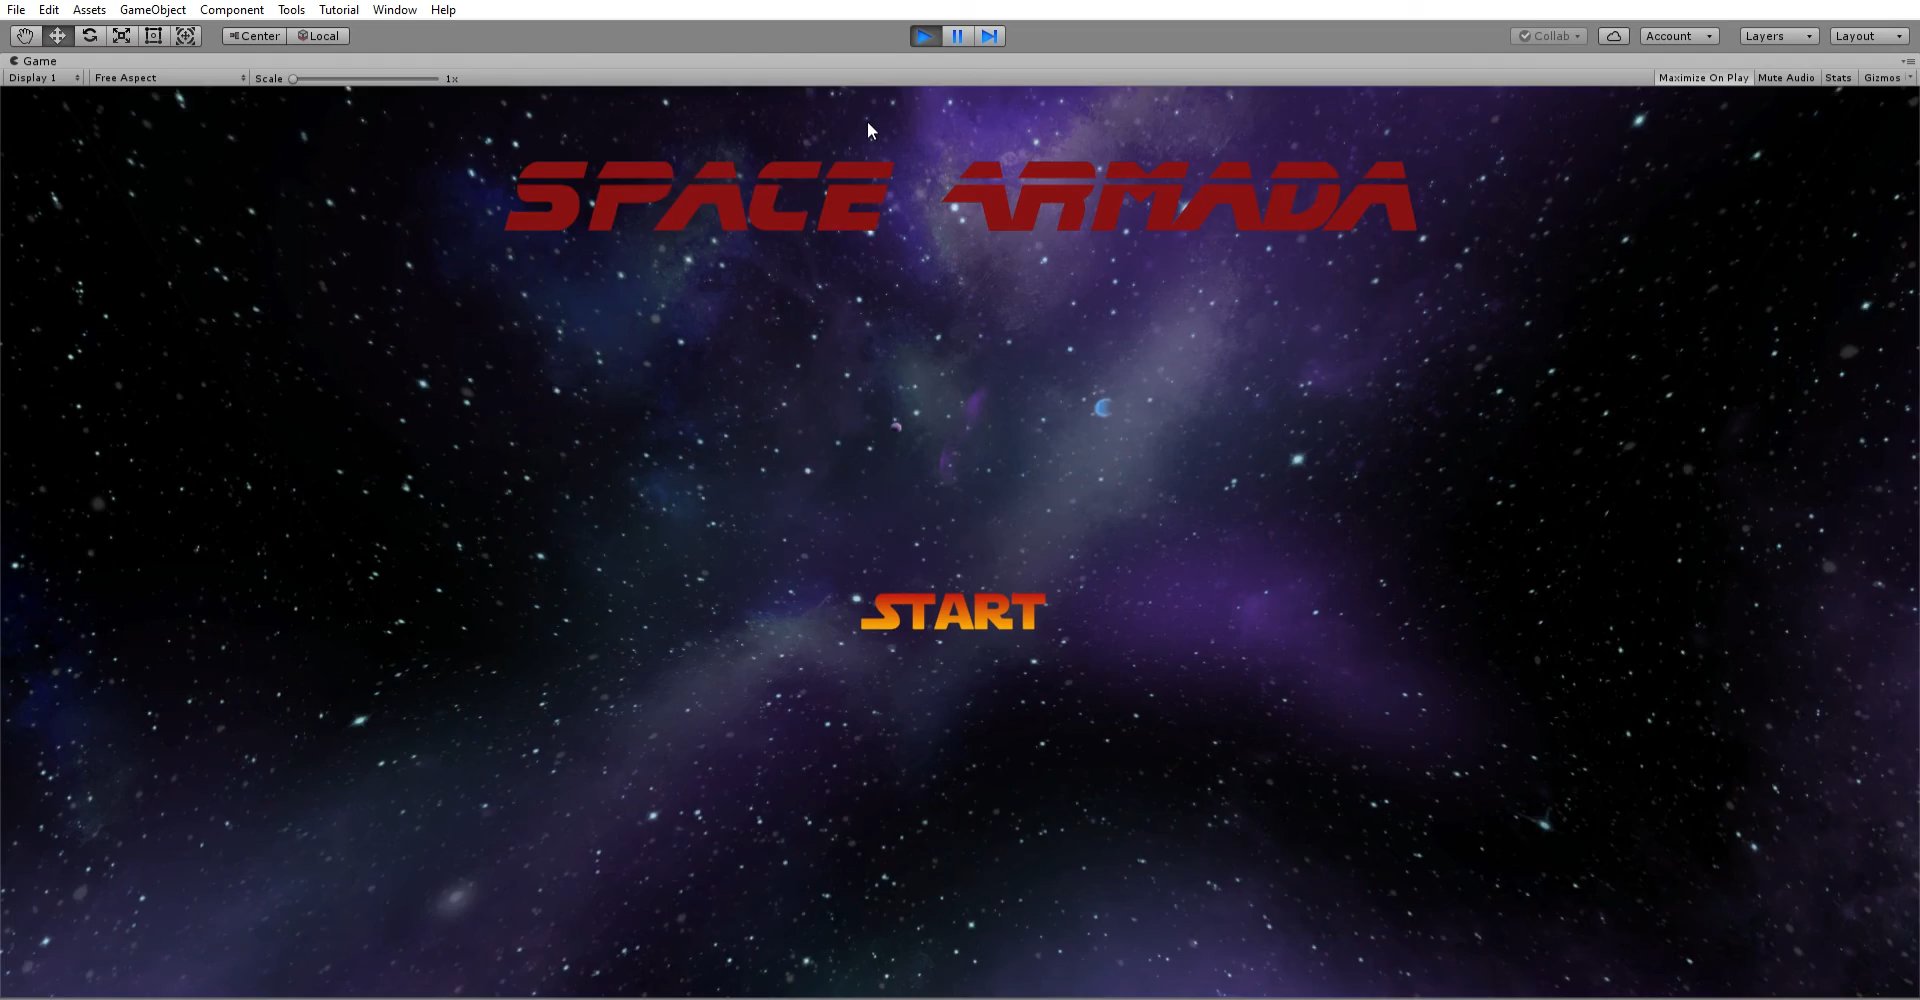 File Edit Assets GameObject Component Tools Tutorial Window Help
Center Local Collab Account Layers Layout
Game
Display 1 Free Aspect Scale 1x Maximize On Play Mute Audio Stats Gizmos
SPACE ARMADA
START